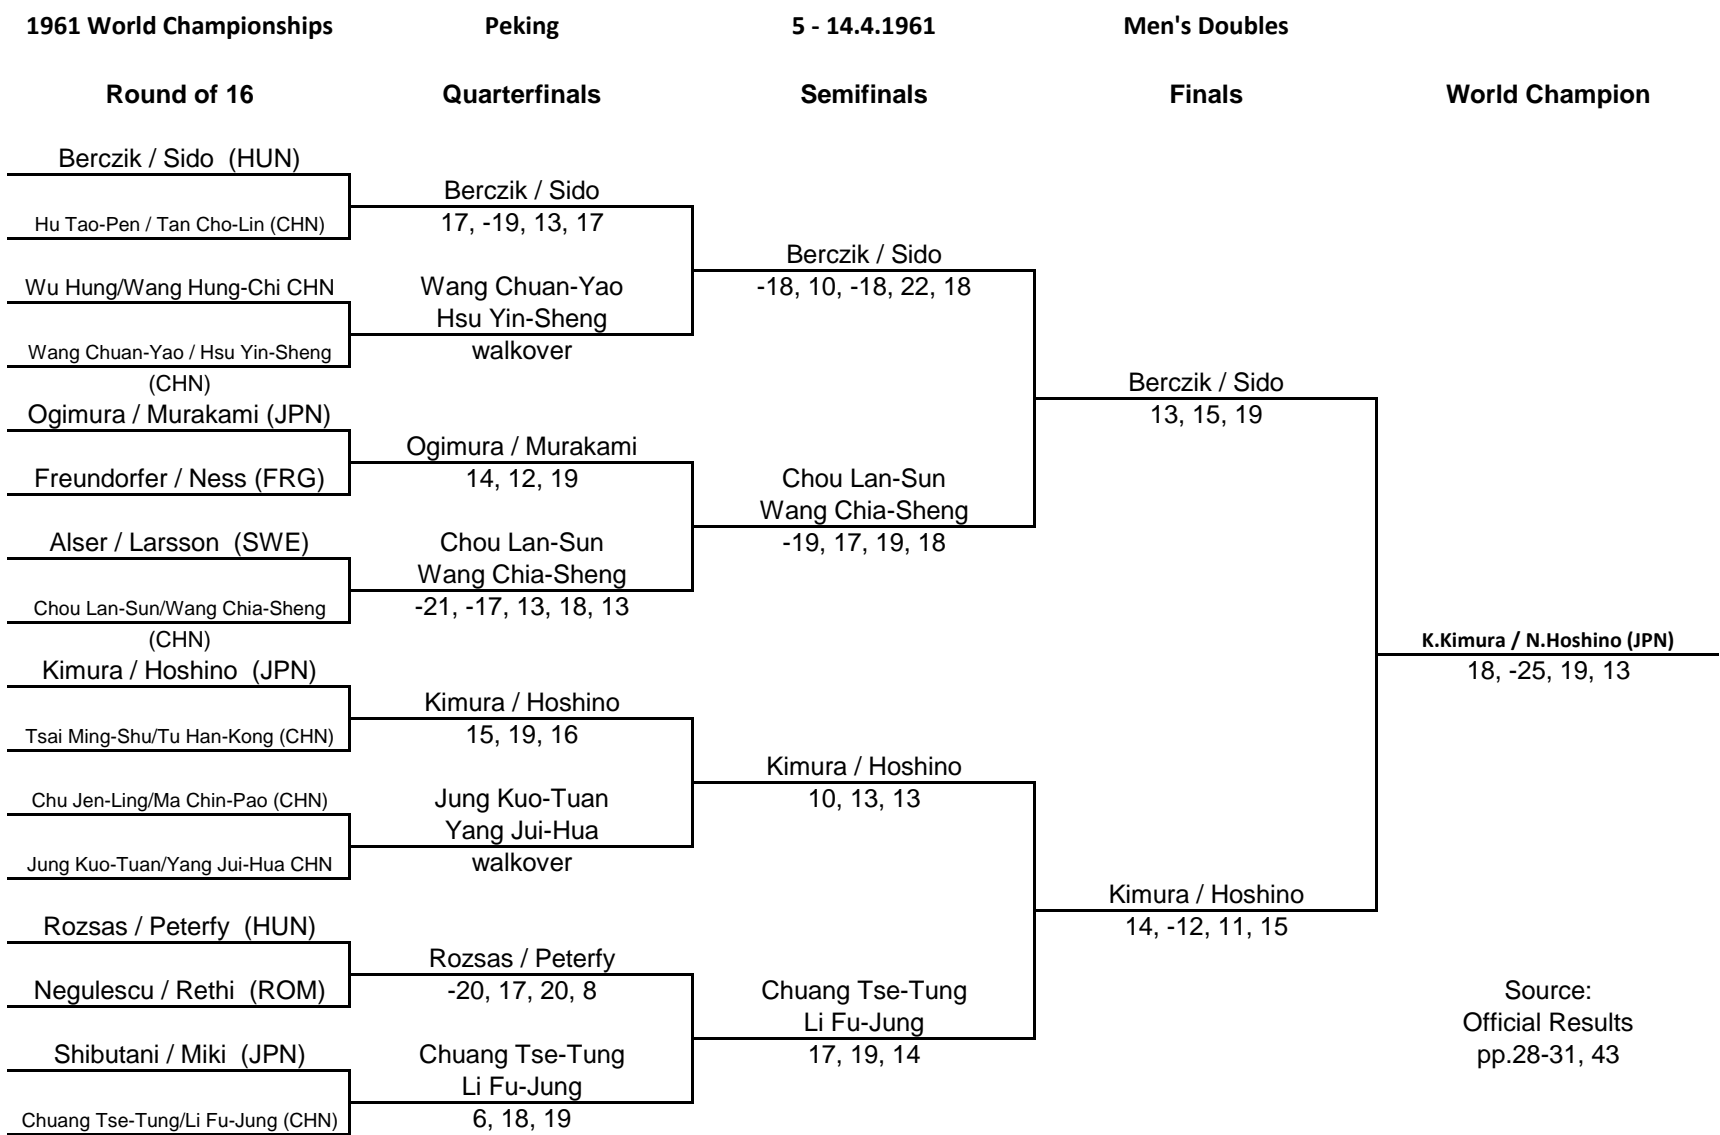 1961 World Championships Peking 5 - 14.4.1961 Men's Doubles
Round of 16 Quarterfinals Semifinals Finals World Champion
Berczik / Sido (HUN)
Berczik / Sido
Hu Tao-Pen / Tan Cho-Lin (CHN)
17, -19, 13, 17
Berczik / Sido
Wu Hung/Wang Hung-Chi CHN
Wang Chuan-Yao
-18, 10, -18, 22, 18
Hsu Yin-Sheng
Wang Chuan-Yao / Hsu Yin-Sheng
walkover
(CHN)
Berczik / Sido
Ogimura / Murakami (JPN)
13, 15, 19
Ogimura / Murakami
Freundorfer / Ness (FRG)
14, 12, 19
Chou Lan-Sun
Wang Chia-Sheng
Alser / Larsson (SWE)
Chou Lan-Sun
-19, 17, 19, 18
Wang Chia-Sheng
Chou Lan-Sun/Wang Chia-Sheng
-21, -17, 13, 18, 13
(CHN)
K.Kimura / N.Hoshino (JPN)
Kimura / Hoshino (JPN)
18, -25, 19, 13
Kimura / Hoshino
Tsai Ming-Shu/Tu Han-Kong (CHN)
15, 19, 16
Kimura / Hoshino
Chu Jen-Ling/Ma Chin-Pao (CHN)
Jung Kuo-Tuan
10, 13, 13
Yang Jui-Hua
Jung Kuo-Tuan/Yang Jui-Hua CHN
walkover
Kimura / Hoshino
Rozsas / Peterfy (HUN)
14, -12, 11, 15
Rozsas / Peterfy
Negulescu / Rethi (ROM)
-20, 17, 20, 8
Chuang Tse-Tung
Source:
Li Fu-Jung
Official Results
Shibutani / Miki (JPN)
Chuang Tse-Tung
17, 19, 14
pp.28-31, 43
Li Fu-Jung
Chuang Tse-Tung/Li Fu-Jung (CHN)
6, 18, 19